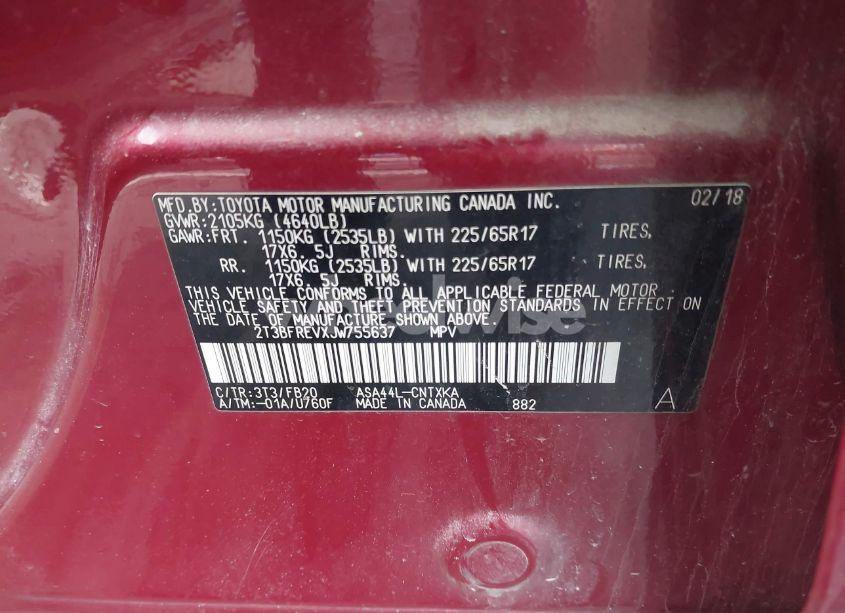 MFD. BY: TOYOTA MOTOR MANUFACTURING CANADA INC. 02/18
GVWR: 2105KG (4640LB)
GAWR: FRT. 1150KG (2535LB) WITH 225/65R17 TIRES,
17X6. 5J RIMS.
RR. 1150KG (2535LB) WITH 225/65R17 TIRES,
17X6. 5J RIMS.
THIS VEHICLE CONFORMS TO ALL APPLICABLE FEDERAL MOTOR
VEHICLE SAFETY AND THEFT PREVENTION STANDARDS IN EFFECT ON
THE DATE OF MANUFACTURE SHOWN ABOVE.
2T3BFREVXJW755637 MPV
C/TR: 3T3/FB20 ASA44L-CNTXKA
A/TM: -01A/U760F MADE IN CANADA 882 A